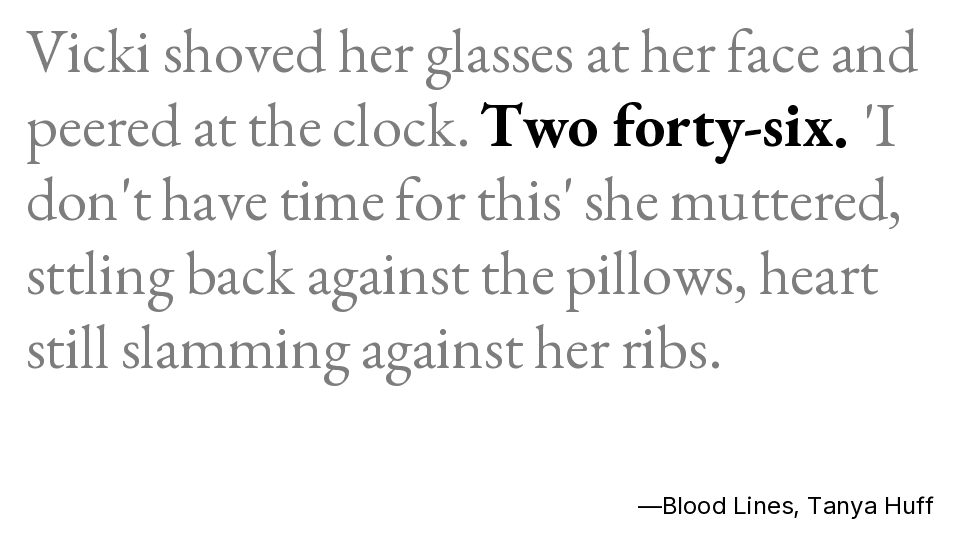 Vicki shoved her glasses at her face and
peered at the clock. Two forty-six. 'I
don't have time for this' she muttered,
sttling back against the pillows, heart
still slamming against her ribs.
—Blood Lines, Tanya Huff